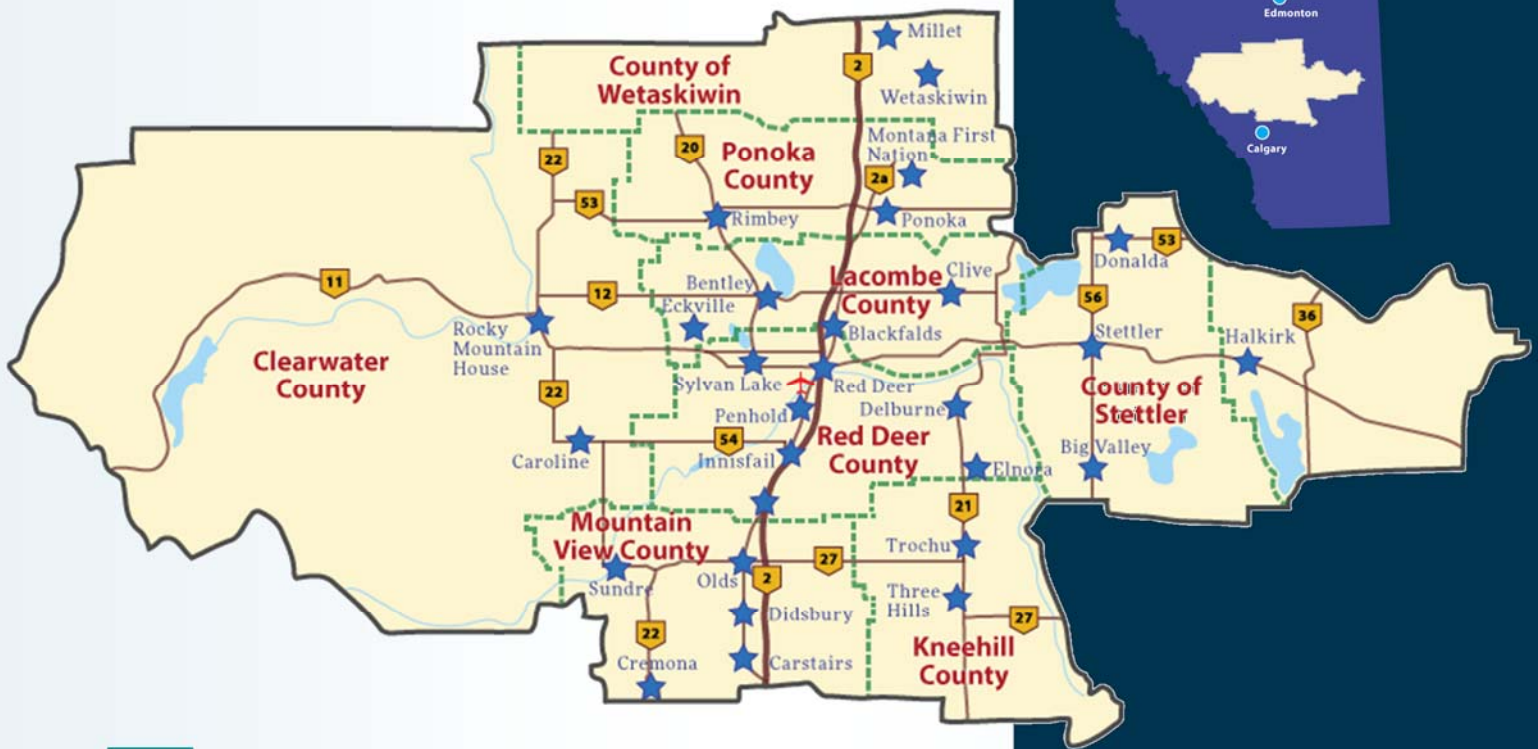 Edmonton
Calgary
Millet
2
County of
Wetaskiwin
Wetaskiwin
Montana First
Nation
22
20
Ponoka
County
2a
53
Rimbey
Ponoka
Donalda
53
11
12
Bentley
Lacombe
County
Clive
56
Eckville
Rocky
Mountain
House
Blackfalds
Stettler
36
Halkirk
Clearwater
County
22
Sylvan Lake
Red Deer
County of
Stettler
Penhold
Delburne
54
Innisfail
Red Deer
County
Caroline
Elnora
Big Valley
21
Mountain
View County
Trochu
27
Sundre
Olds
2
Three
Hills
Didsbury
27
22
Cremona
Carstairs
Kneehill
County